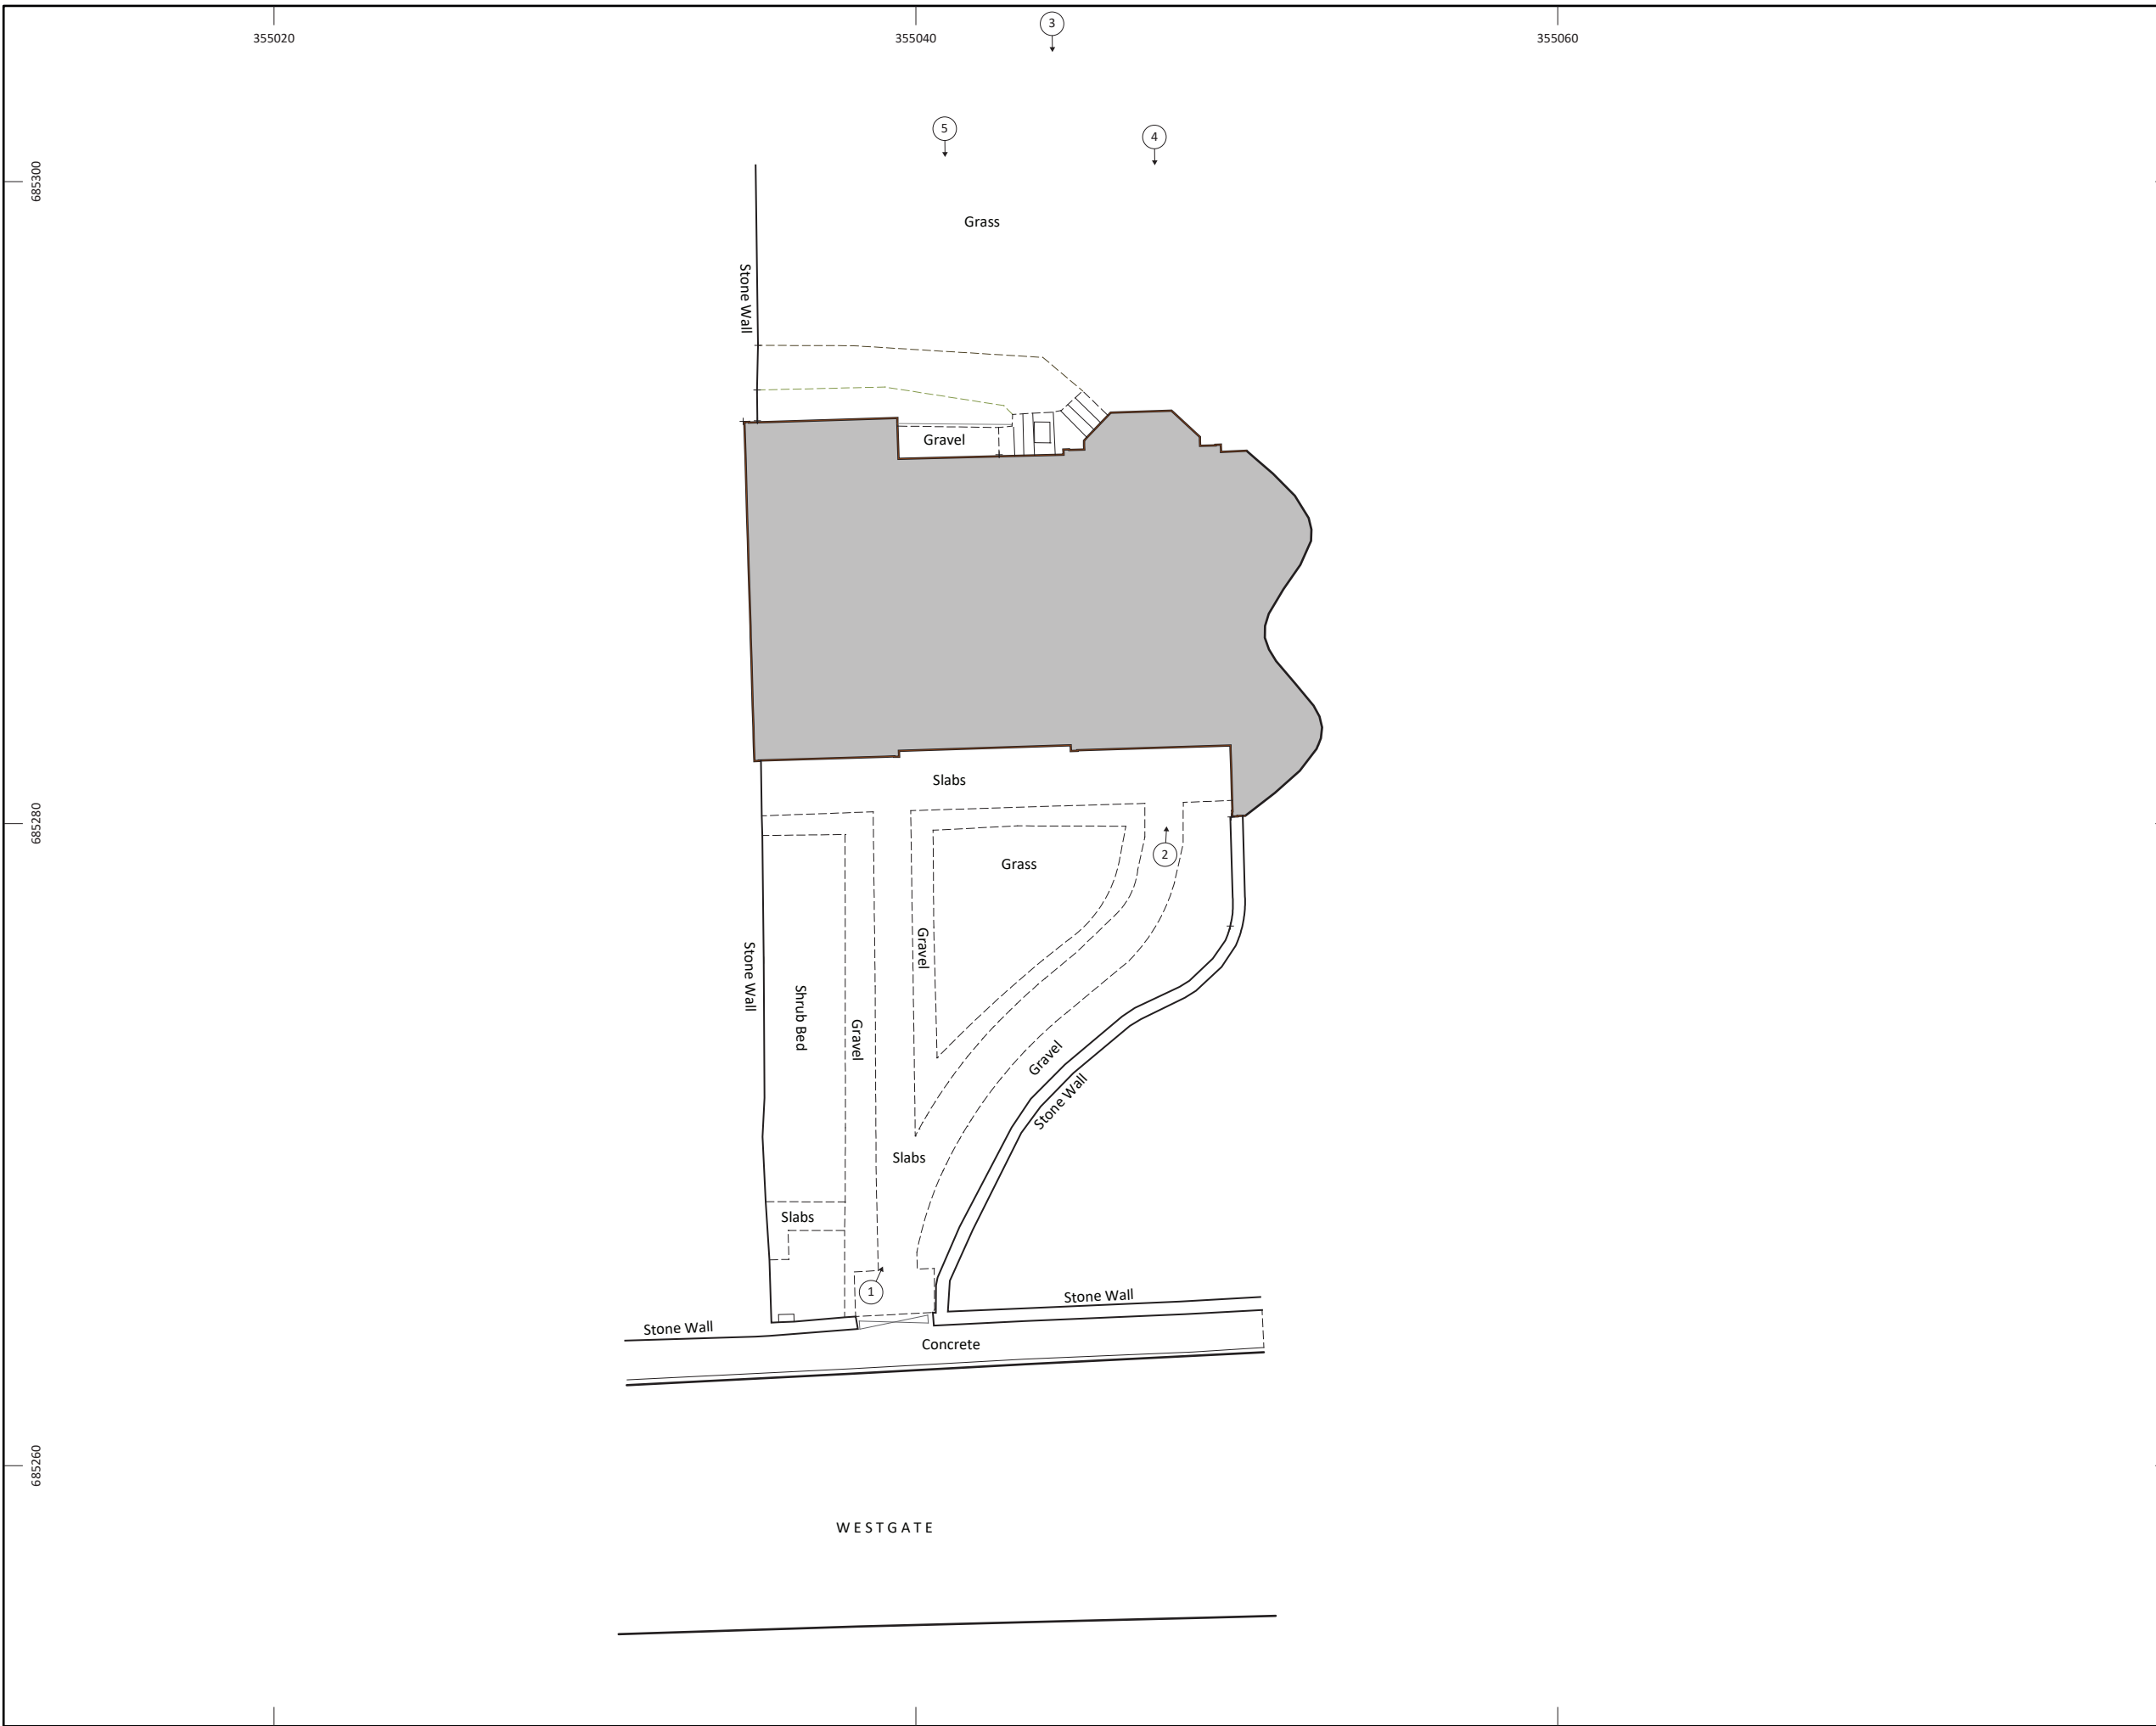 355020
355040
355060
3
5
4
685300
Grass
Stone Wall
Gravel
Slabs
685280
2
Grass
Gravel
Stone Wall
Shrub Bed
Gravel
Gravel
Stone Wall
Slabs
Slabs
1
Stone Wall
Stone Wall
Concrete
685260
WESTGATE